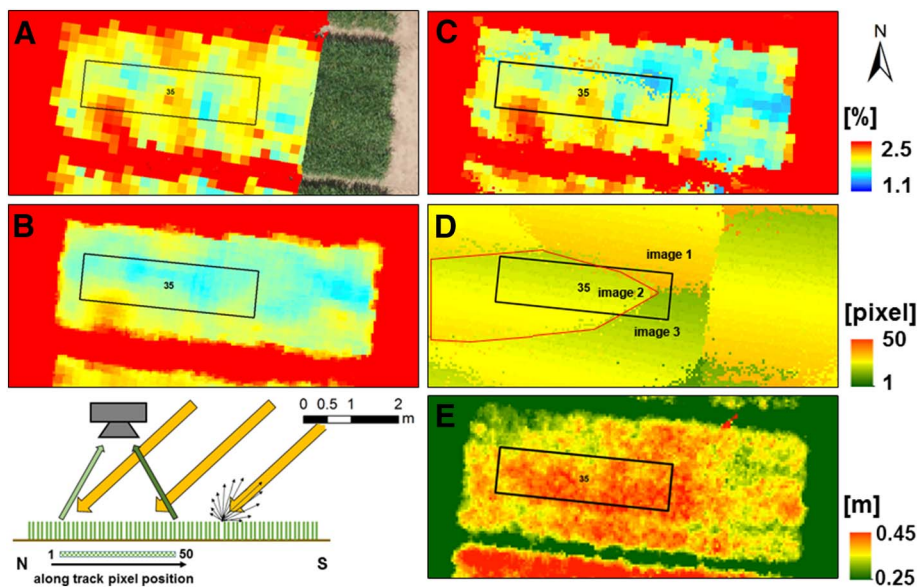 A
35
C
35
N
[%]
2.5
1.1
B
35
D
image 1
35
image 2
image 3
[pixel]
50
1
0 0.5 1 2
m
E
35
[m]
0.45
0.25
1 50
N S
along track pixel position